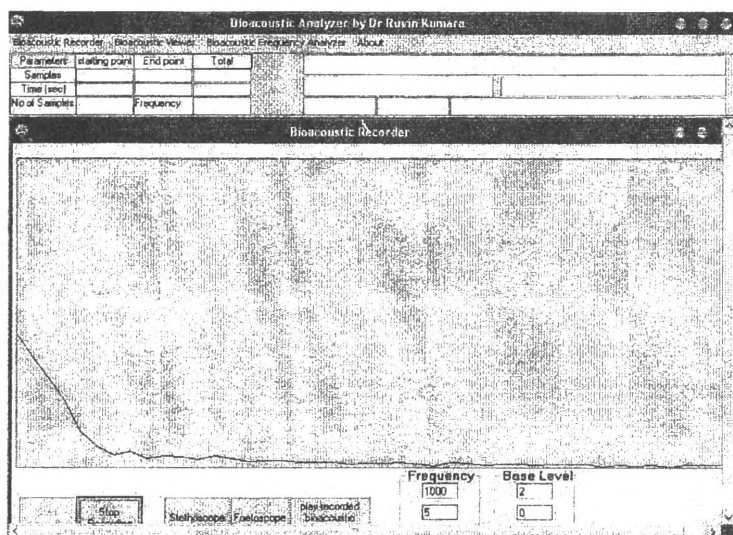 Bioacoustic Analyzer by Dr Ruvin Kumara
Bioacoustic Recorder Bioacoustic Viewer Bioacoustic Frequency Analyzer About
Parameters starting point End point Total
Samples
Time (sec)
No of Samples Frequency
Bioacoustic Recorder
Frequency Base Level
1000 2
5 0
Stop
Stethoscope Foetoscope play recorded
bioacoustic